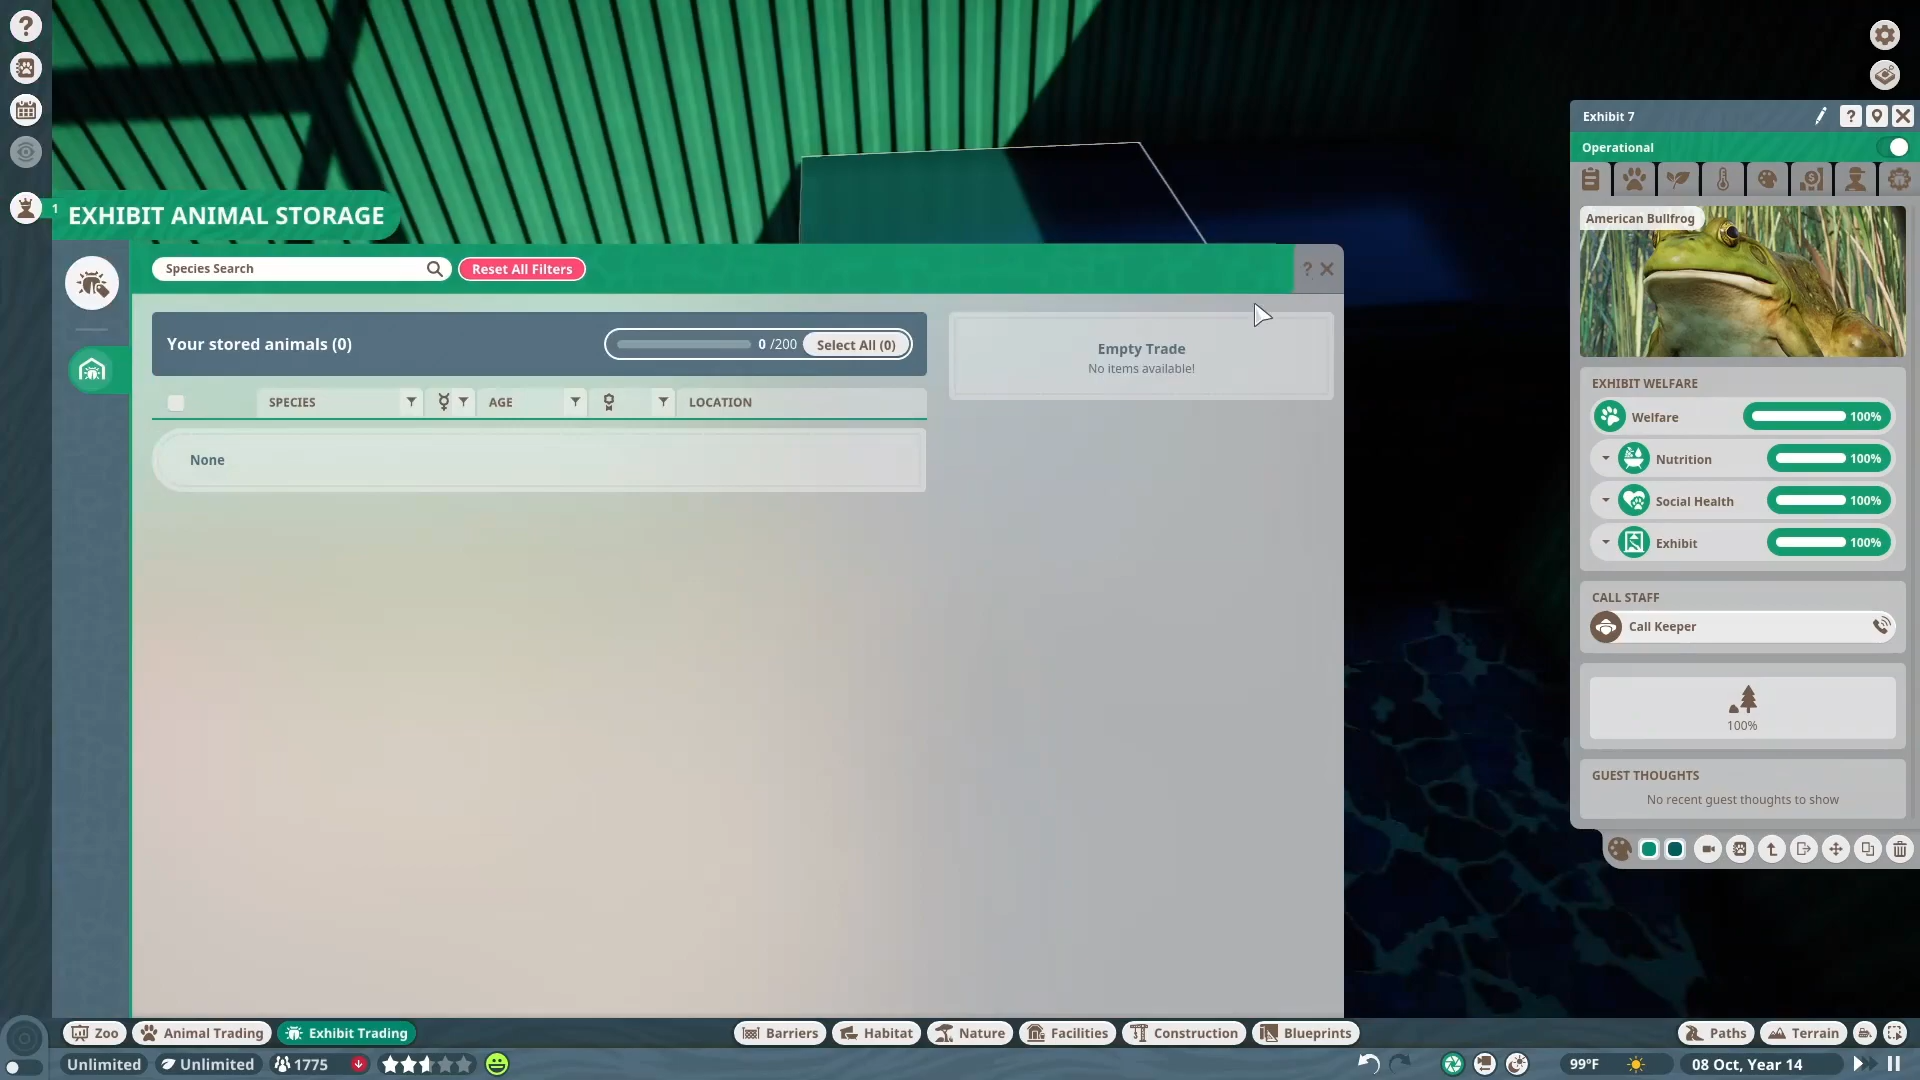 1
EXHIBIT ANIMAL STORAGE
Species Search
Reset All Filters
?
Your stored animals (0)
0 /200
Select All (0)
SPECIES
AGE
LOCATION
None
Empty Trade
No items available!
Exhibit 7
?
Operational
American Bullfrog
EXHIBIT WELFARE
Welfare
100%
Nutrition
100%
Social Health
100%
Exhibit
100%
CALL STAFF
Call Keeper
100%
GUEST THOUGHTS
No recent guest thoughts to show
Zoo
Animal Trading
Exhibit Trading
Barriers
Habitat
Nature
Facilities
Construction
Blueprints
Paths
Terrain
Unlimited
Unlimited
1775
99°F
08 Oct, Year 14